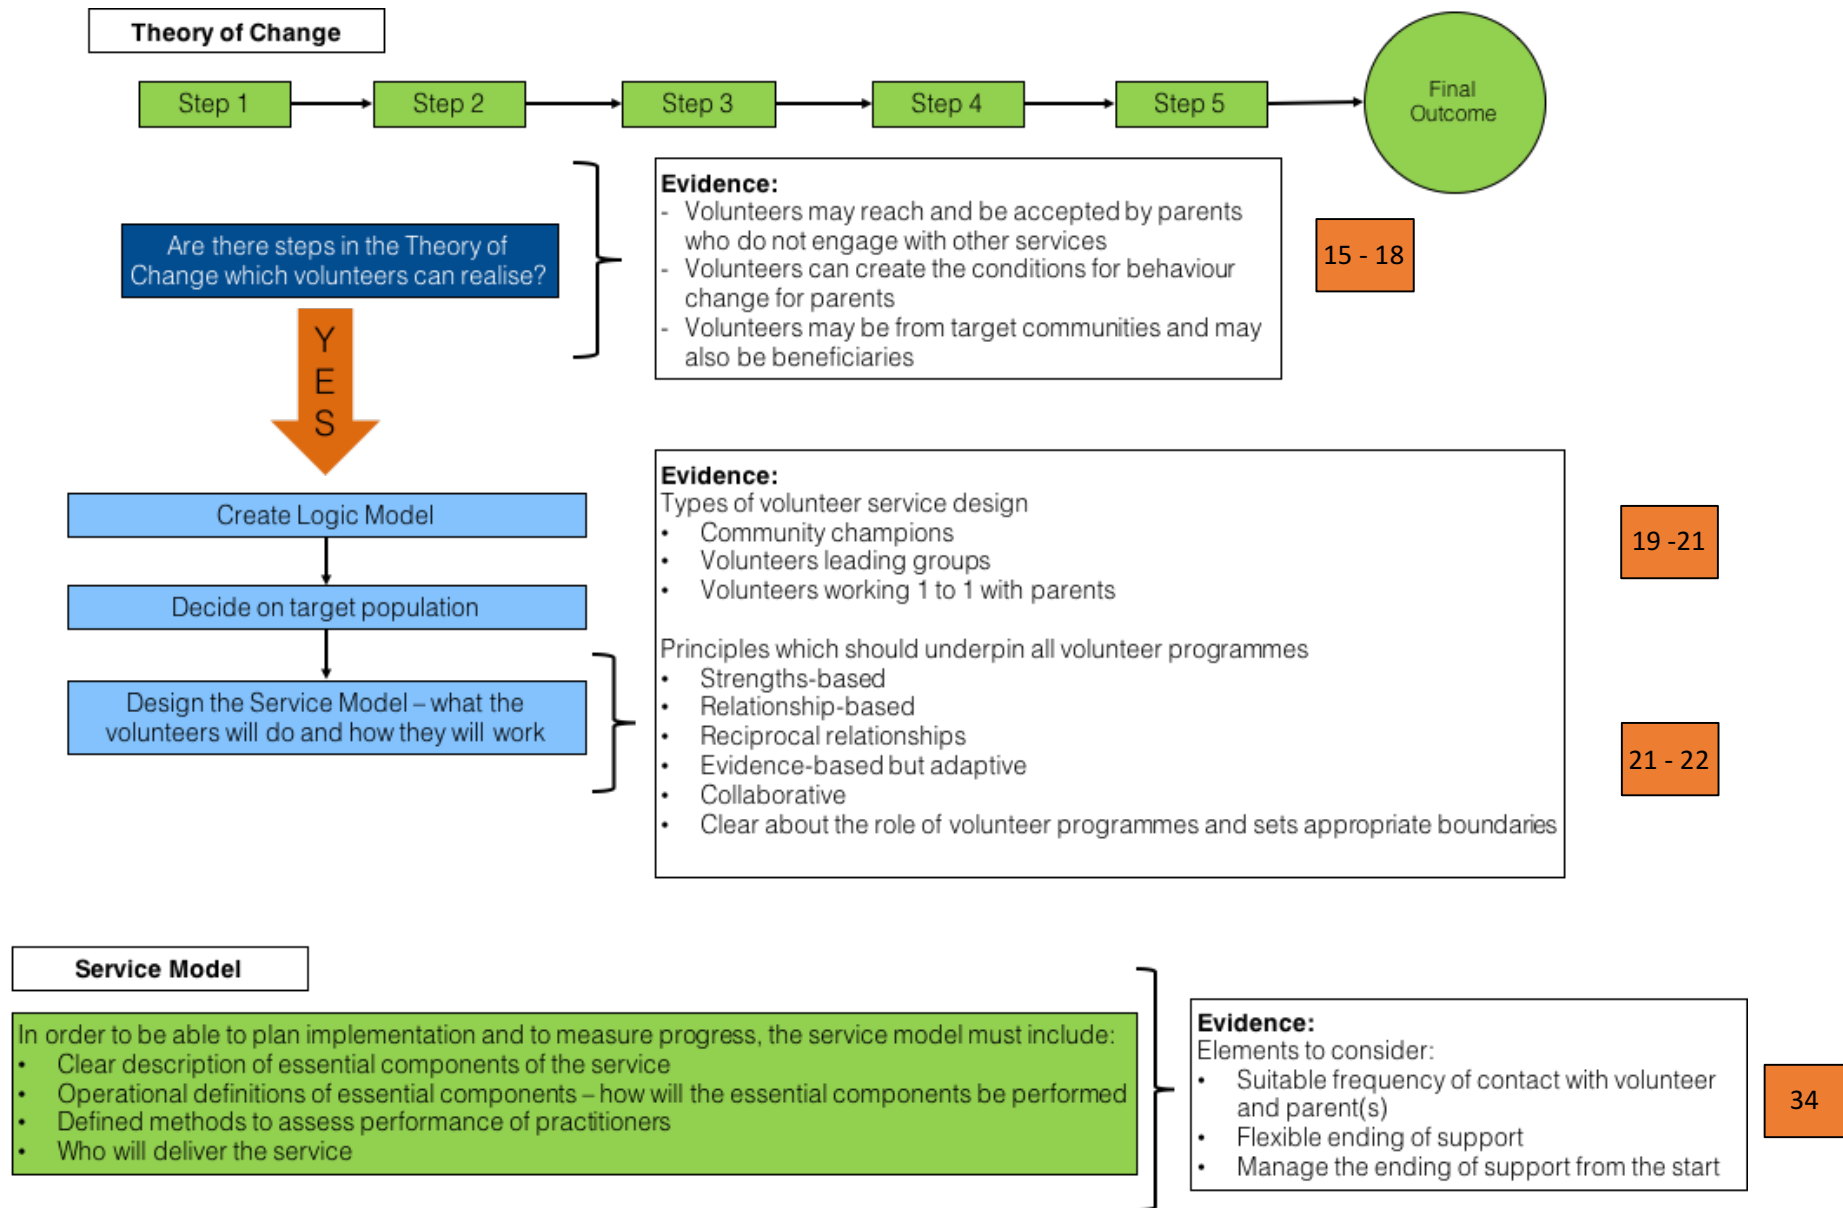 Theory of Change
Step 1
Step 2
Step 3
Step 4
Step 5
Final
Outcome
Are there steps in the Theory of
Change which volunteers can realise?
Evidence:
- Volunteers may reach and be accepted by parents
who do not engage with other services
- Volunteers can create the conditions for behaviour
change for parents
- Volunteers may be from target communities and may
also be beneficiaries
15 - 18
Y
E
S
Create Logic Model
Decide on target population
Design the Service Model – what the
volunteers will do and how they will work
Evidence:
Types of volunteer service design
• Community champions
• Volunteers leading groups
• Volunteers working 1 to 1 with parents
Principles which should underpin all volunteer programmes
• Strengths-based
• Relationship-based
• Reciprocal relationships
• Evidence-based but adaptive
• Collaborative
• Clear about the role of volunteer programmes and sets appropriate boundaries
19 -21
21 - 22
Service Model
In order to be able to plan implementation and to measure progress, the service model must include:
• Clear description of essential components of the service
• Operational definitions of essential components – how will the essential components be performed
• Defined methods to assess performance of practitioners
• Who will deliver the service
Evidence:
Elements to consider:
• Suitable frequency of contact with volunteer
and parent(s)
• Flexible ending of support
• Manage the ending of support from the start
34